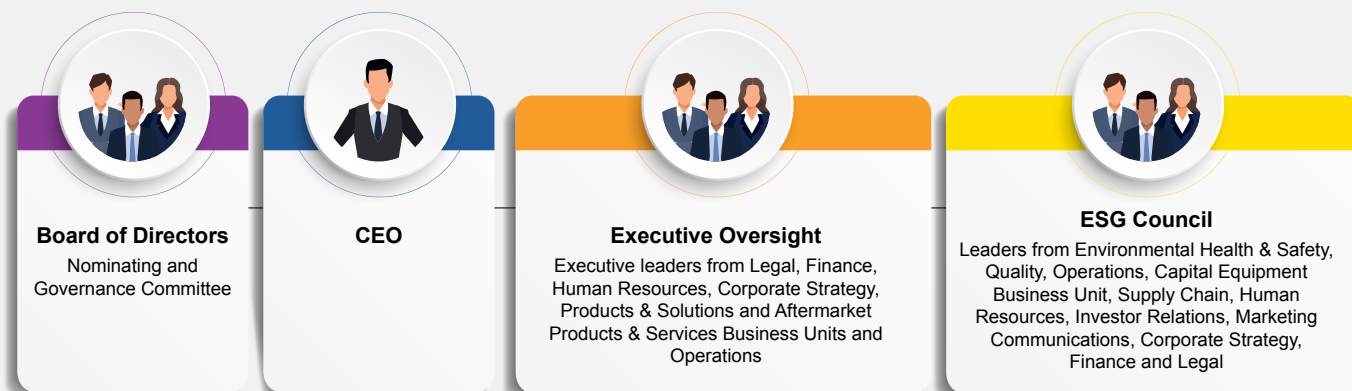 Board of Directors
Nominating and
Governance Committee
CEO
Executive Oversight
Executive leaders from Legal, Finance,
Human Resources, Corporate Strategy,
Products & Solutions and Aftermarket
Products & Services Business Units and
Operations
ESG Council
Leaders from Environmental Health & Safety,
Quality, Operations, Capital Equipment
Business Unit, Supply Chain, Human
Resources, Investor Relations, Marketing
Communications, Corporate Strategy,
Finance and Legal